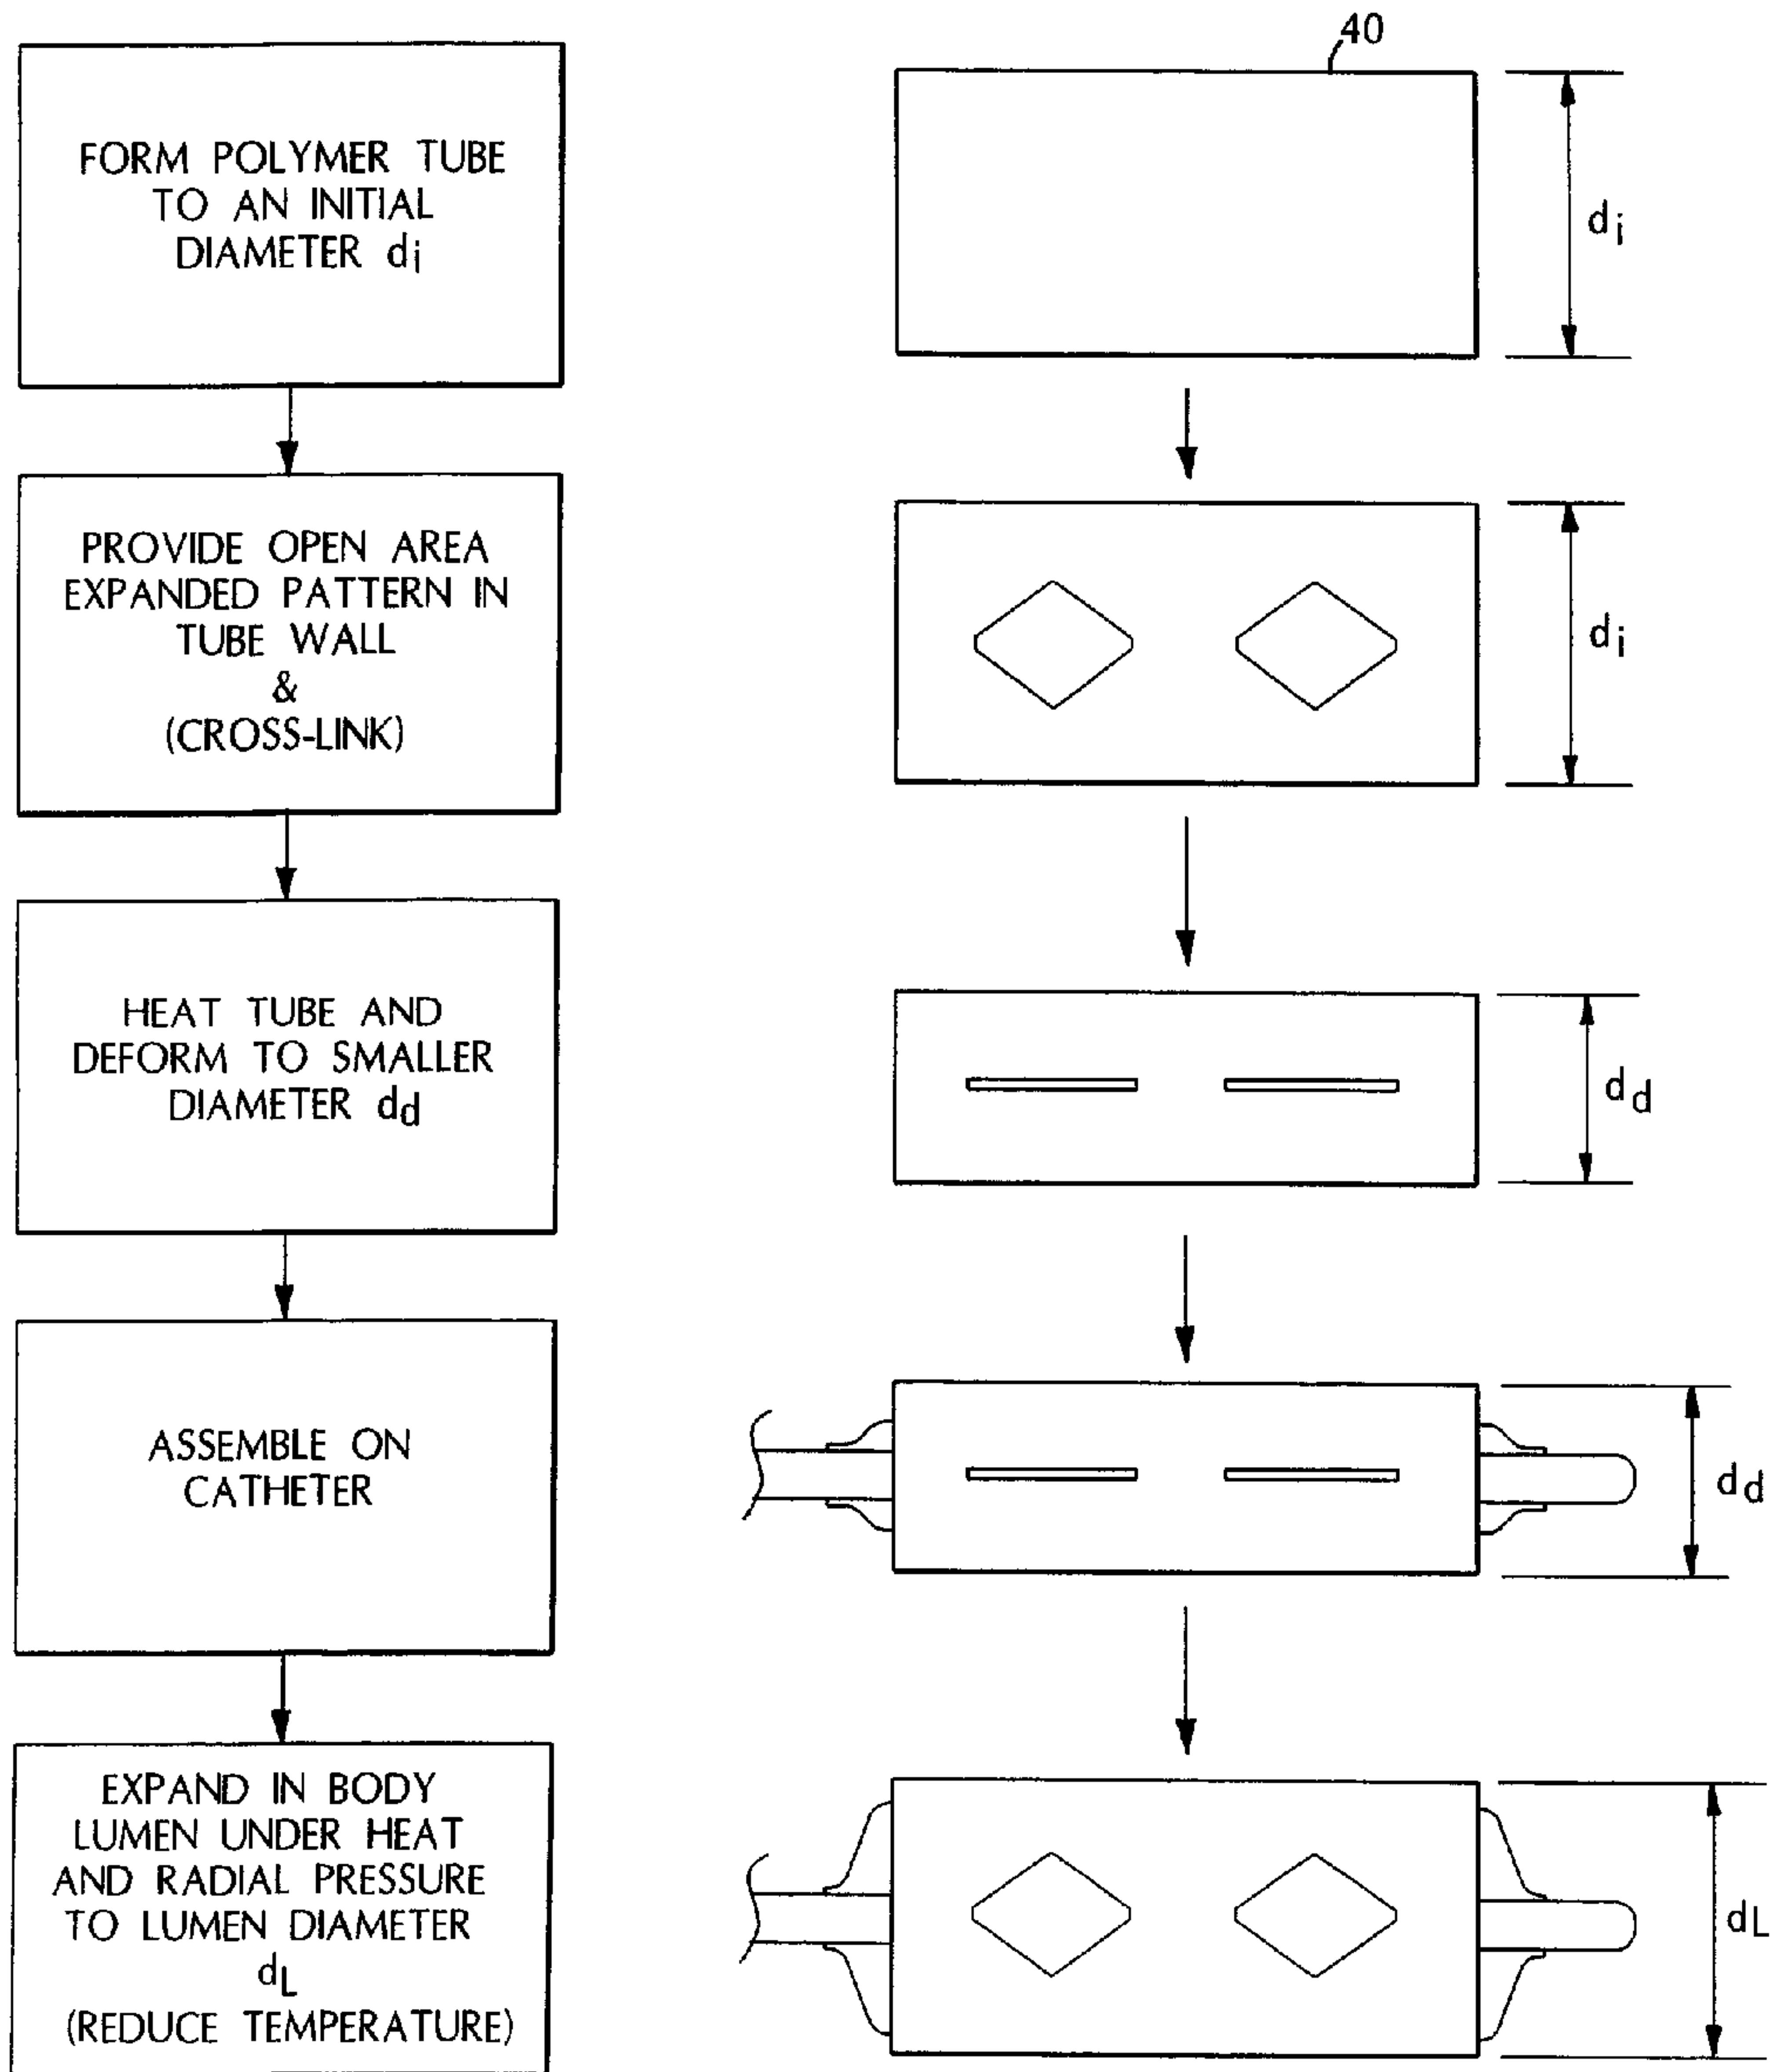 FORM POLYMER TUBE
TO AN INITIAL
DIAMETER di
40
di
PROVIDE OPEN AREA
EXPANDED PATTERN IN
TUBE WALL
&
(CROSS-LINK)
di
HEAT TUBE AND
DEFORM TO SMALLER
DIAMETER dd
dd
ASSEMBLE ON
CATHETER
dd
EXPAND IN BODY
LUMEN UNDER HEAT
AND RADIAL PRESSURE
TO LUMEN DIAMETER
dL
(REDUCE TEMPERATURE)
dL